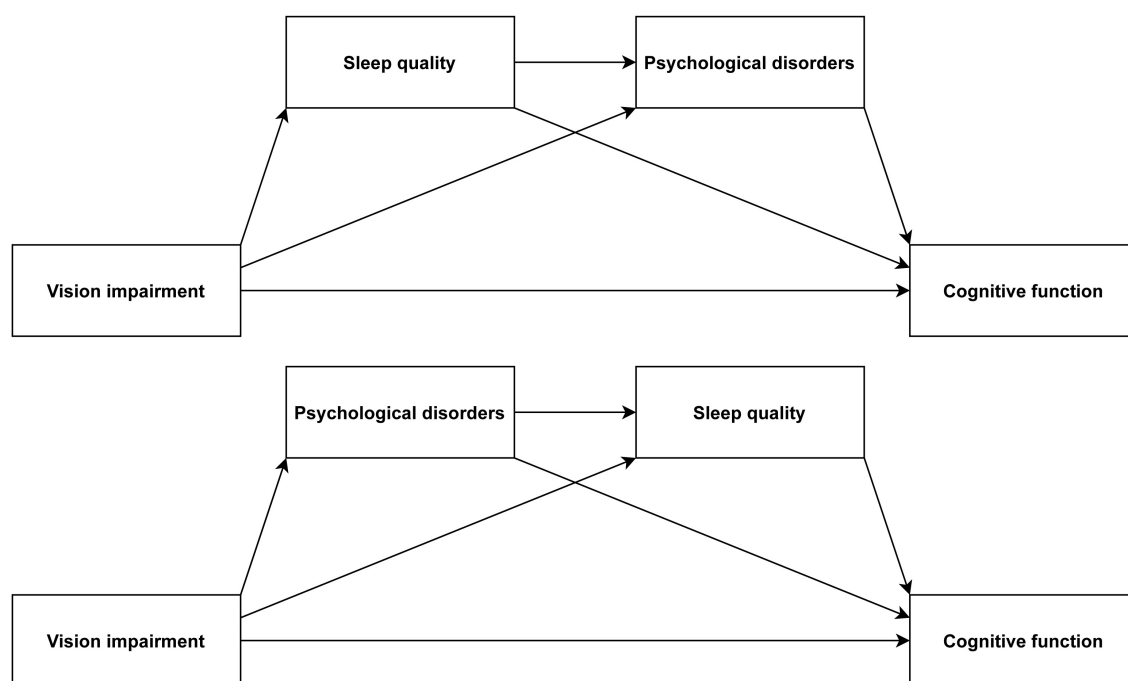 Sleep quality
Psychological disorders
Vision impairment
Cognitive function
Psychological disorders
Sleep quality
Vision impairment
Cognitive function